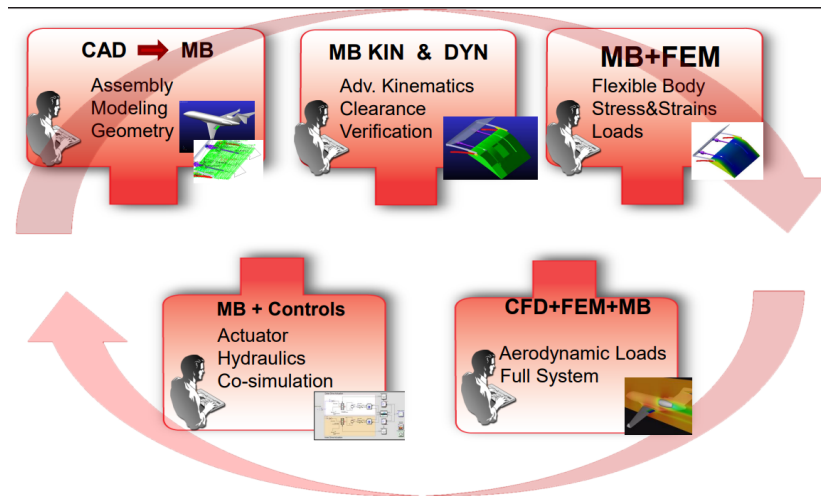 CAD MB
Assembly
Modeling
Geometry
MB KIN & DYN
Adv. Kinematics
Clearance
Verification
MB+FEM
Flexible Body
Stress&Strains
Loads
MB + Controls
Actuator
Hydraulics
Co-simulation
CFD+FEM+MB
Aerodynamic Loads
Full System